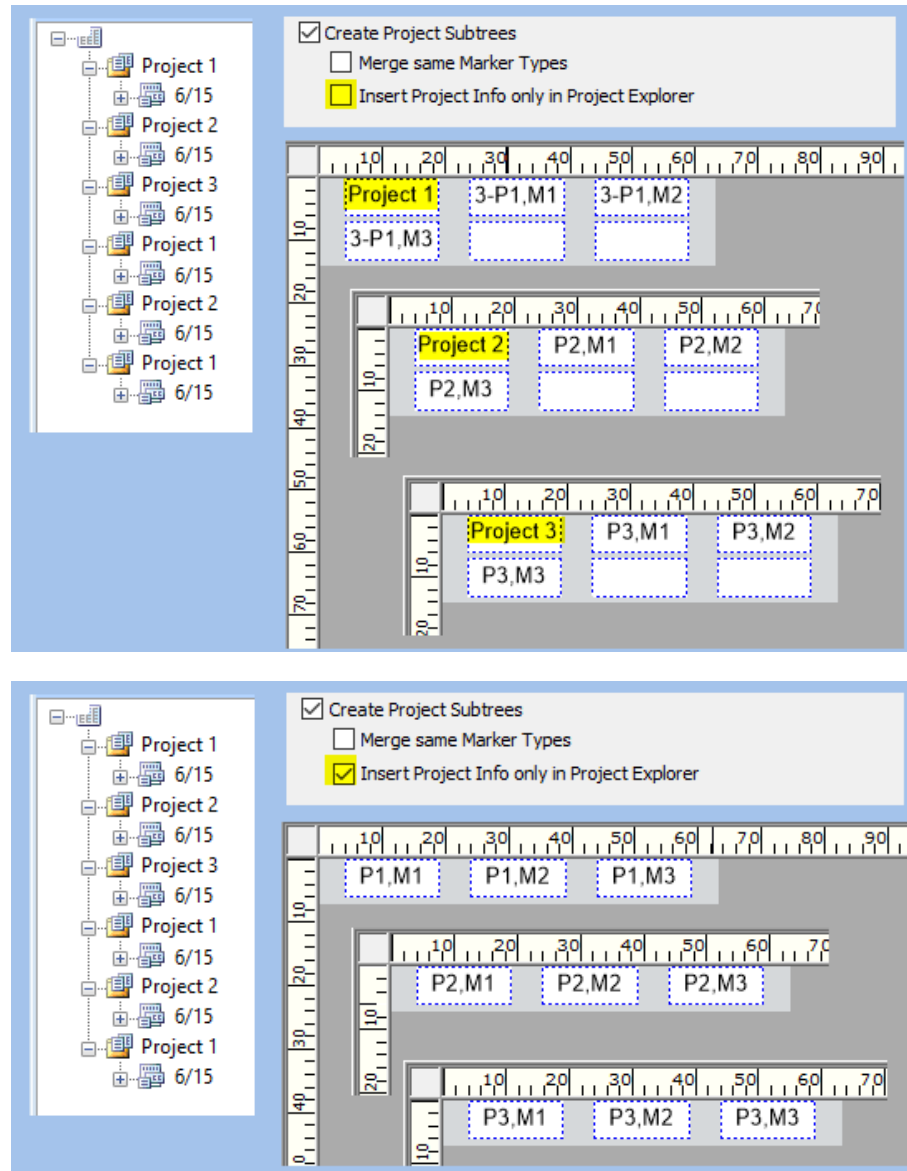 Project 1
6/15
Project 2
6/15
Project 3
6/15
Project 1
6/15
Project 2
6/15
Project 1
6/15
Create Project Subtrees
Merge same Marker Types
Insert Project Info only in Project Explorer
10 20 30 40 50 60 70 80 90
Project 1 3-P1,M1 3-P1,M2
3-P1,M3
10
20
30
40
50
60
70
10 20 30 40 50 60
Project 2 P2,M1 P2,M2
P2,M3
10
20
10 20 30 40 50 60 70
Project 3 P3,M1 P3,M2
P3,M3
10
20
Project 1
6/15
Project 2
6/15
Project 3
6/15
Project 1
6/15
Project 2
6/15
Project 1
6/15
Create Project Subtrees
Merge same Marker Types
Insert Project Info only in Project Explorer
10 20 30 40 50 60 70 80 90
P1,M1 P1,M2 P1,M3
10
20
30
40
10 20 30 40 50 60 70
P2,M1 P2,M2 P2,M3
10
20
10 20 30 40 50 60 70
P3,M1 P3,M2 P3,M3
10